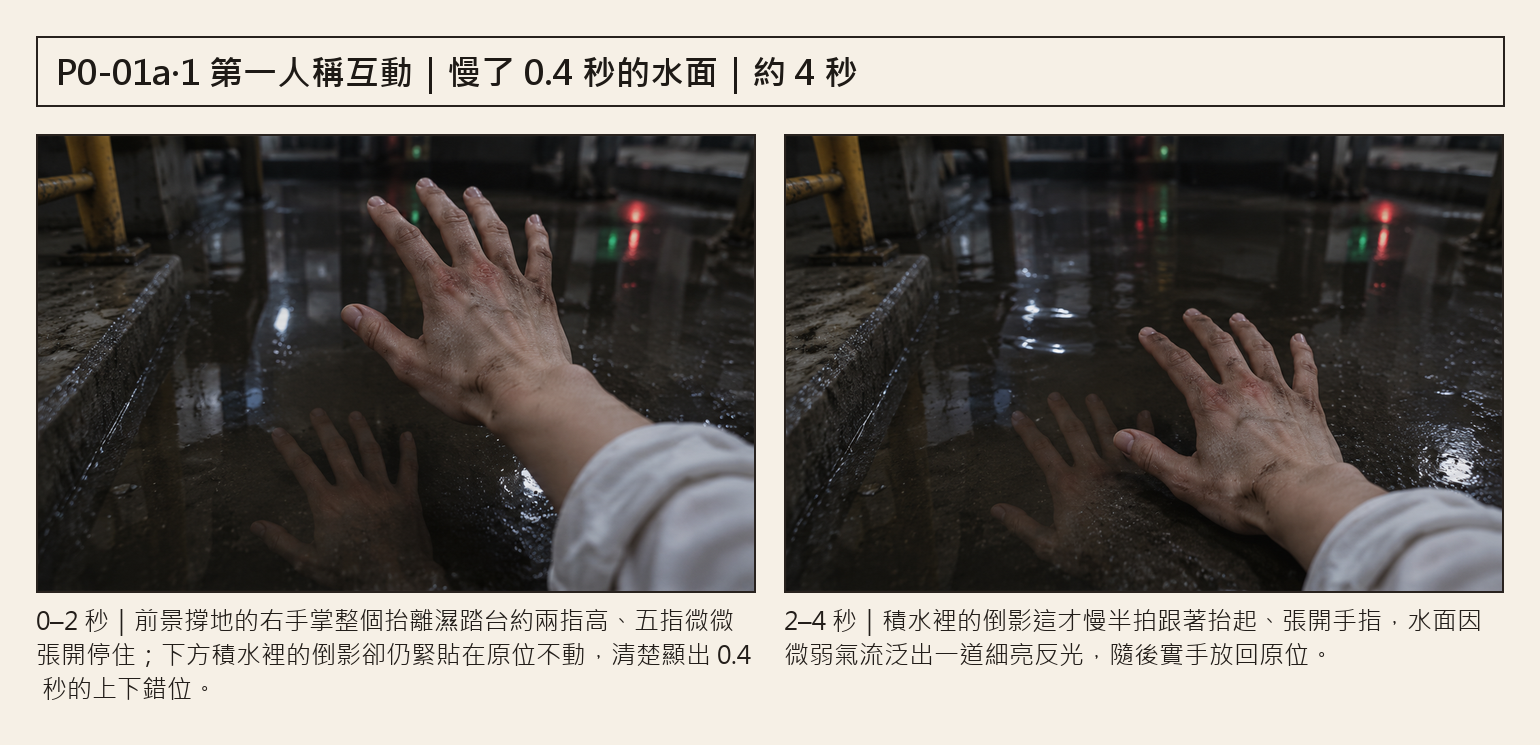 P0-01a·1 第一人稱互動｜慢了 0.4 秒的水面｜約 4 秒
0–2 秒｜前景撐地的右手掌整個抬離濕踏台約兩指高、五指微微
張開停住；下方積水裡的倒影卻仍緊貼在原位不動，清楚顯出 0.4
秒的上下錯位。
2–4 秒｜積水裡的倒影這才慢半拍跟著抬起、張開手指，水面因
微弱氣流泛出一道細亮反光，隨後實手放回原位。